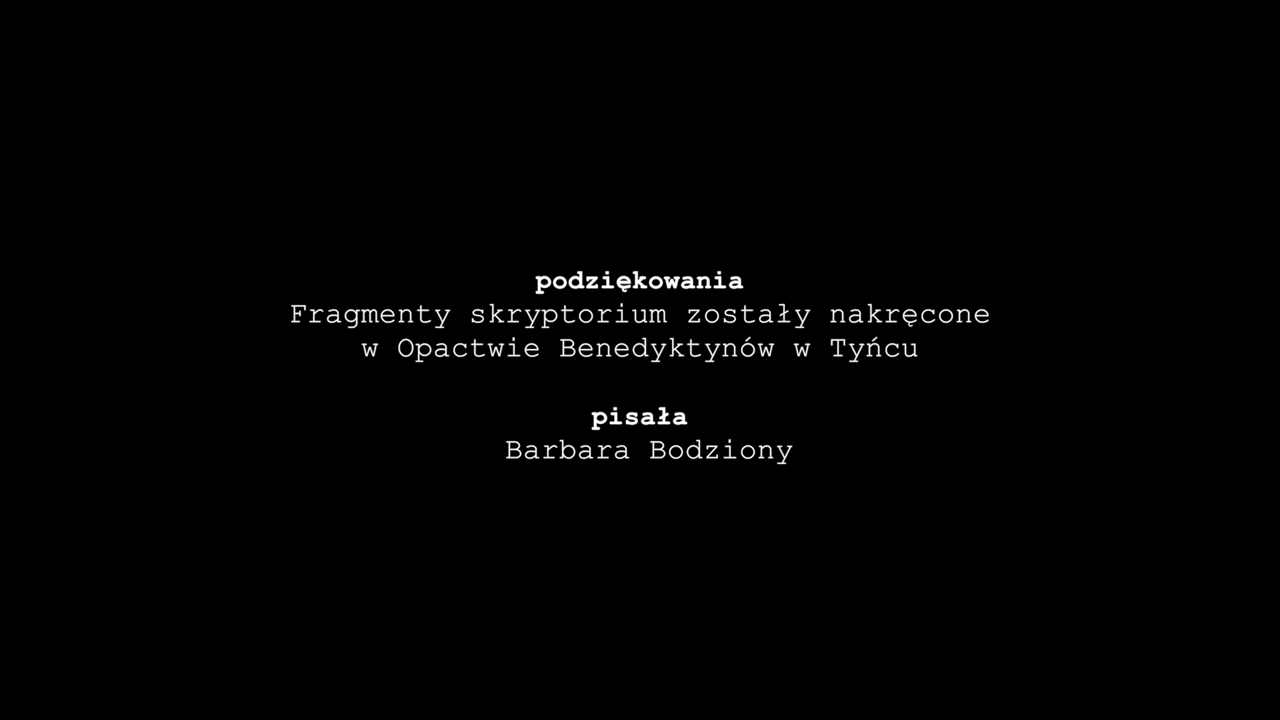 podziękowania
Fragmenty skryptorium zostały nakręcone
w Opactwie Benedyktynów w Tyńcu
pisała
Barbara Bodziony